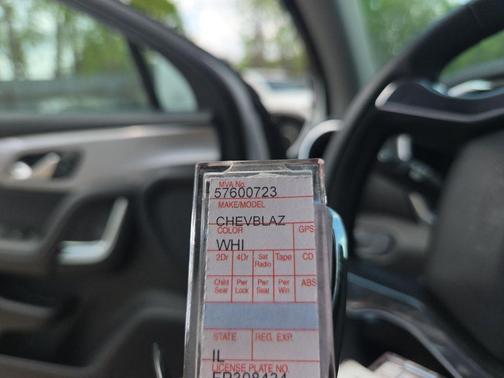 MVA No.
57600723
MAKE/MODEL
CHEVBLAZ
COLOR GPS
WHI
2Dr 4Dr Sat Radio Tape CD
Child Seat Pwr Lock Pwr Seat Pwr Win ABS
STATE REG. EXP.
IL
LICENSE PLATE NO.